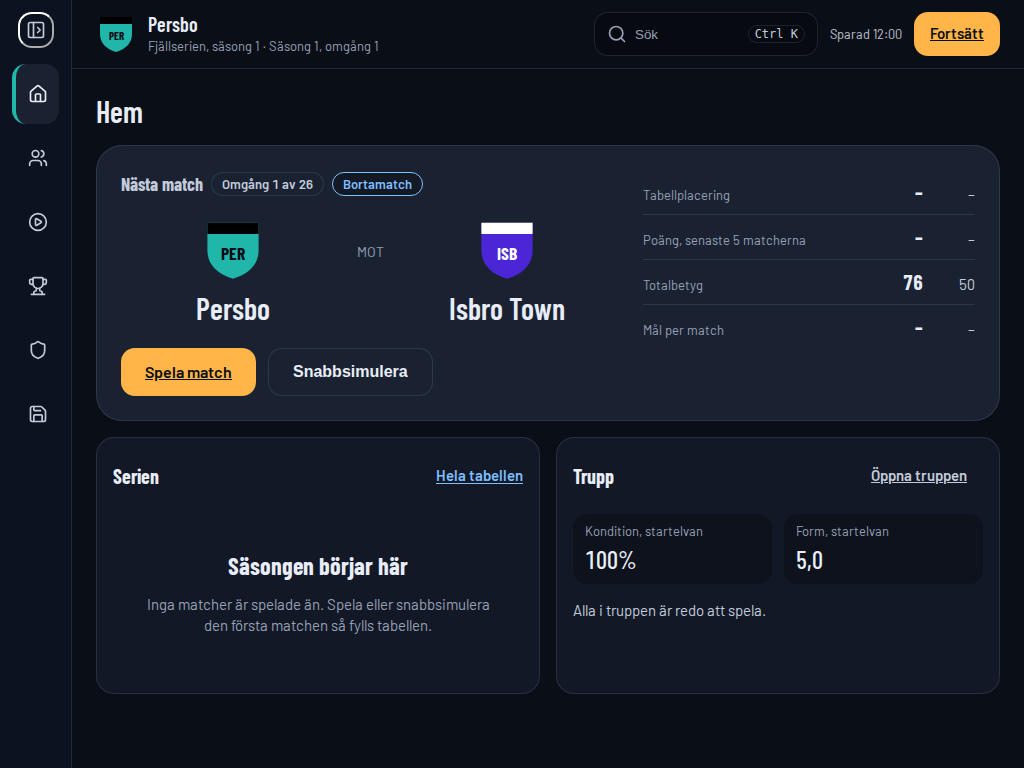 PER
Persbo
Fjällserien, säsong 1 · Säsong 1, omgång 1
Sök
Ctrl K
Sparad 12:00
Fortsätt
Hem
Nästa match
Omgång 1 av 26
Bortamatch
PER
MOT
ISB
Persbo
Isbro Town
Spela match
Snabbsimulera
Tabellplacering - –
Poäng, senaste 5 matcherna - –
Totalbetyg 76 50
Mål per match - –
Serien
Hela tabellen
Säsongen börjar här
Inga matcher är spelade än. Spela eller snabbsimulera
den första matchen så fylls tabellen.
Trupp
Öppna truppen
Kondition, startelvan
100%
Form, startelvan
5,0
Alla i truppen är redo att spela.